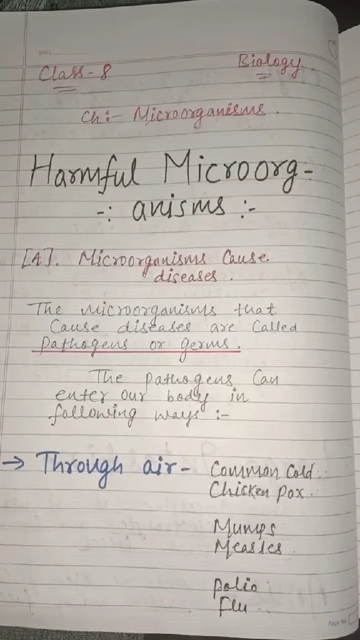 Class-8
Biology
Ch:- Microorganisms.
Harmful Microorg-
-: anisms :-
[A]. Microorganisms Cause
diseases.
The microorganisms that
Cause diseases are called
pathogens or germs.
The pathogens Can
enter our body in
following ways :-
→ Through air- Common Cold
Chicken pox.
Mumps
Measles
Polio
Flu